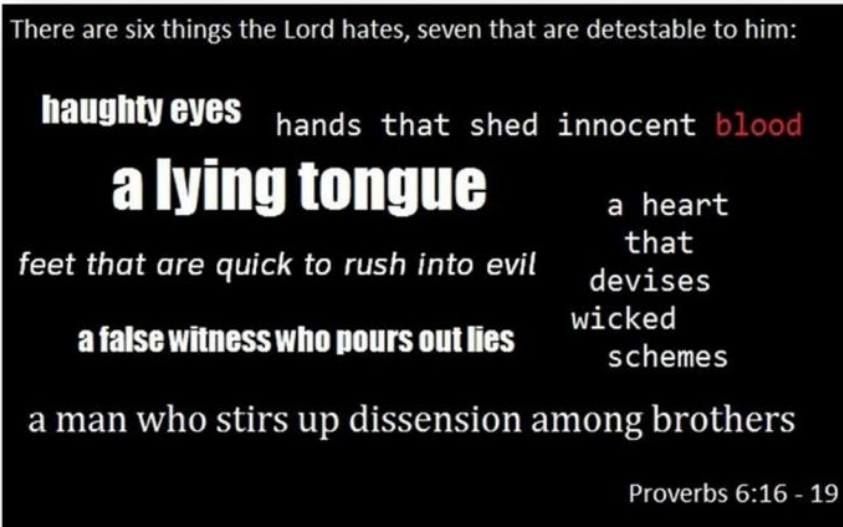 There are six things the Lord hates, seven that are detestable to him:
haughty eyes
hands that shed innocent blood
a lying tongue
a heart
that
devises
wicked
schemes
feet that are quick to rush into evil
a false witness who pours out lies
a man who stirs up dissension among brothers
Proverbs 6:16 - 19